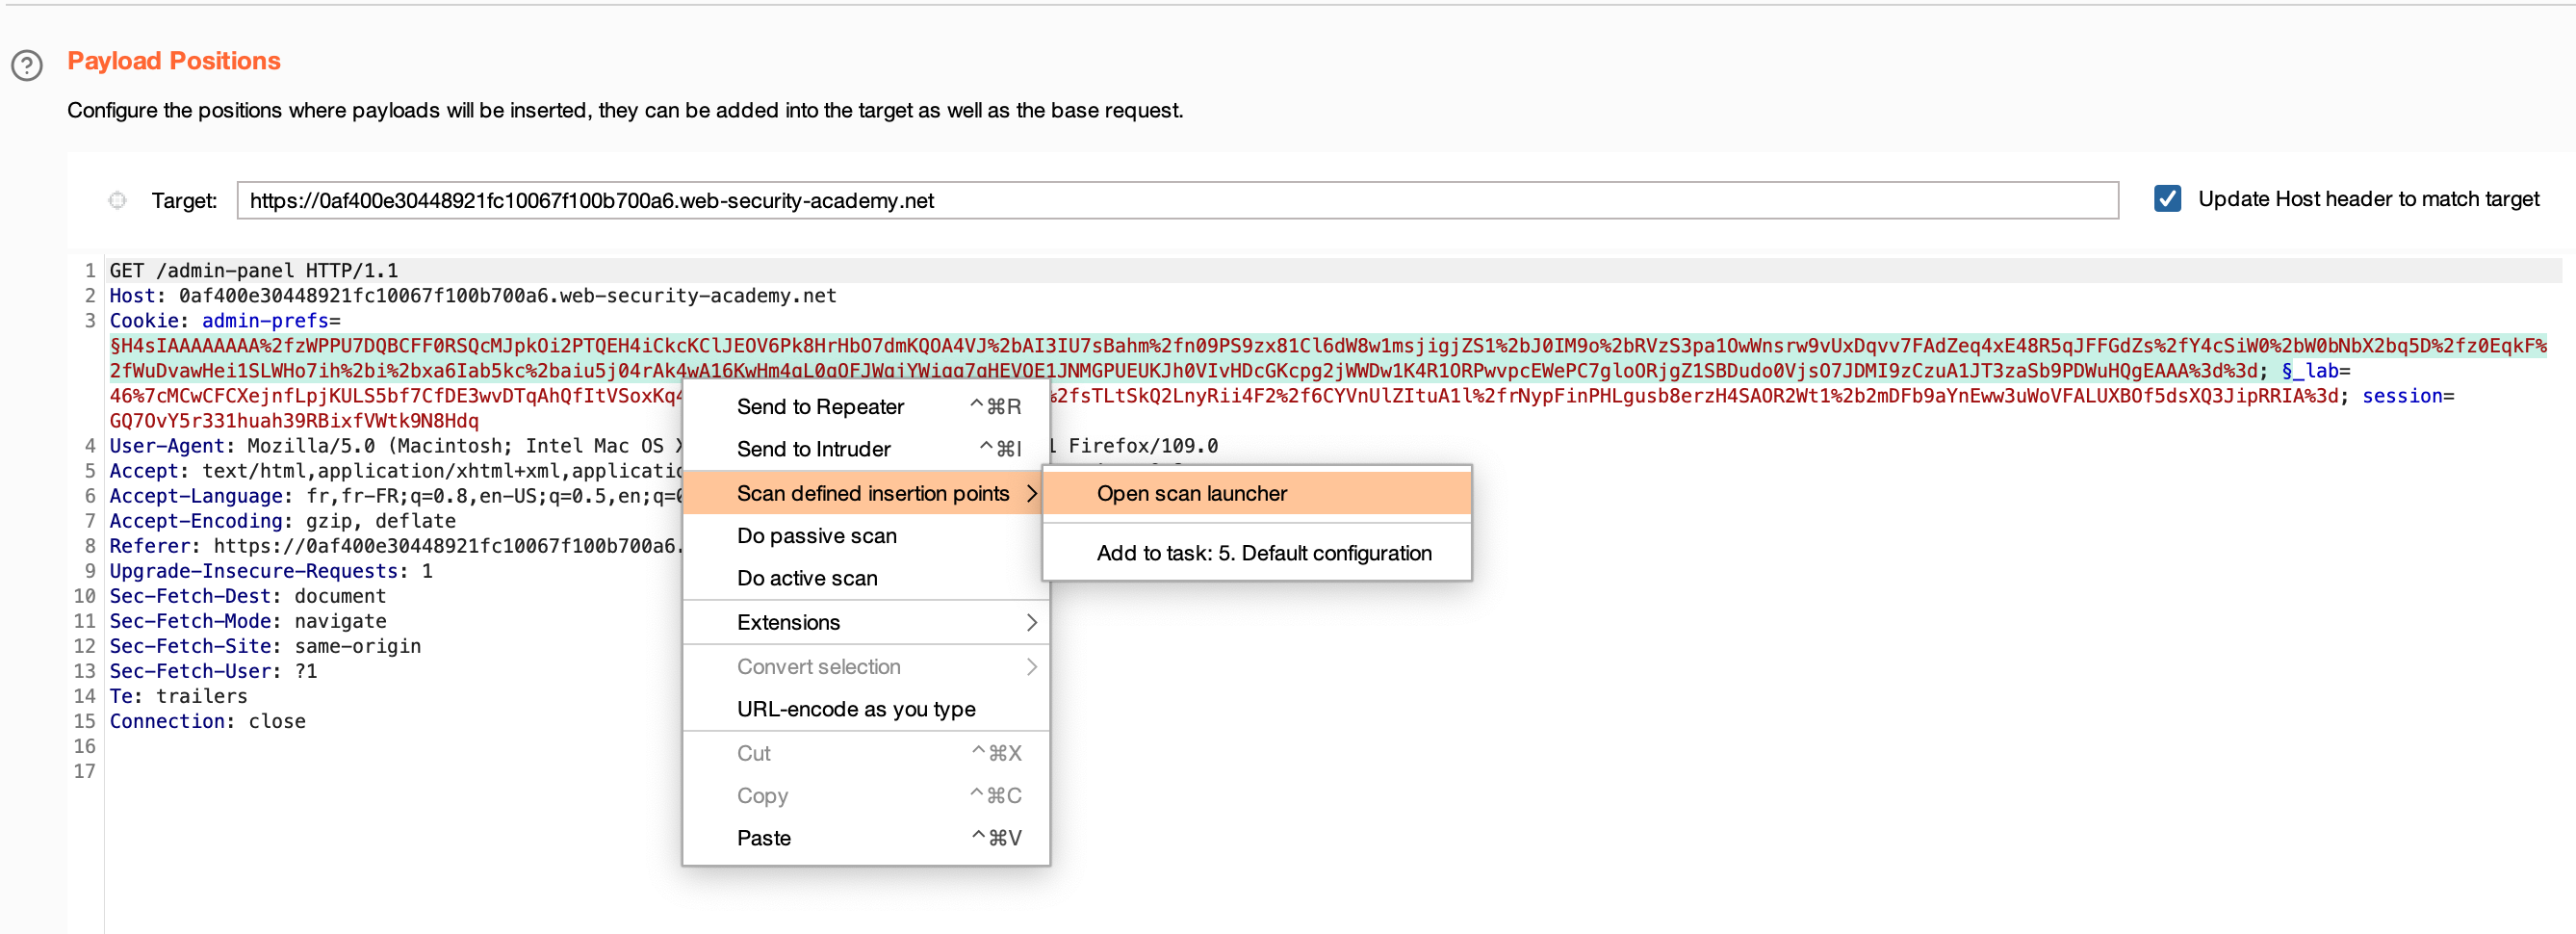 Payload Positions
Configure the positions where payloads will be inserted, they can be added into the target as well as the base request.
Target: https://0af400e30448921fc10067f100b700a6.web-security-academy.net
Update Host header to match target
1 GET /admin-panel HTTP/1.1
2 Host: 0af400e30448921fc10067f100b700a6.web-security-academy.net
3 Cookie: admin-prefs=
§H4sIAAAAAAAA%2fzWPPU7DQBCFF0RSQcMJpkOi2PTQEH4iCkcKClJEOV6Pk8HrHbO7dmKQOA4VJ%2bAI3IU7sBahm%2fn09PS9zx81Cl6dW8w1msjigjZS1%2bJ0IM9o%2bRVzS3pa1OwWnsrw9vUxDqvv7FAdZeq4xE48R5qJFFGdZs%2fY4cSiW0%2bW0bNbX2bq5D%2fz0EqkF%
2fWuDvawHei1SLWHo7ih%2bi%2bxa6Iab5kc%2baiu5j04rAk4wA16KwHm4gL0gOFJWgjYWigg7gHEVOE1JNMGPUEUKJh0VIvHDcGKcpg2jWWDw1K4R1ORPwvpcEWePC7gloORjgZ1SBDudo0VjsO7JDMI9zCzuA1JT3zaSb9PDWuHQgEAAA%3d%3d; §_lab=
46%7cMCwCFCXejnfLpjKULS5bf7CfDE3wvDTqAhQfItVSoxKq4 %2fsTLtSkQ2LnyRii4F2%2f6CYVnUlZItuA1l%2frNypFinPHLgusb8erzH4SAOR2Wt1%2b2mDFb9aYnEww3uWoVFALUXBOf5dsXQ3JipRRIA%3d; session=
GQ7OvY5r331huah39RBixfVWtk9N8Hdq
4 User-Agent: Mozilla/5.0 (Macintosh; Intel Mac OS X Firefox/109.0
5 Accept: text/html,application/xhtml+xml,applicatio
6 Accept-Language: fr,fr-FR;q=0.8,en-US;q=0.5,en;q=0
7 Accept-Encoding: gzip, deflate
8 Referer: https://0af400e30448921fc10067f100b700a6.
9 Upgrade-Insecure-Requests: 1
10 Sec-Fetch-Dest: document
11 Sec-Fetch-Mode: navigate
12 Sec-Fetch-Site: same-origin
13 Sec-Fetch-User: ?1
14 Te: trailers
15 Connection: close
16
17
Send to Repeater ^⌘R
Send to Intruder ^⌘I
Scan defined insertion points >
Do passive scan
Do active scan
Extensions >
Convert selection >
URL-encode as you type
Cut ^⌘X
Copy ^⌘C
Paste ^⌘V
Open scan launcher
Add to task: 5. Default configuration